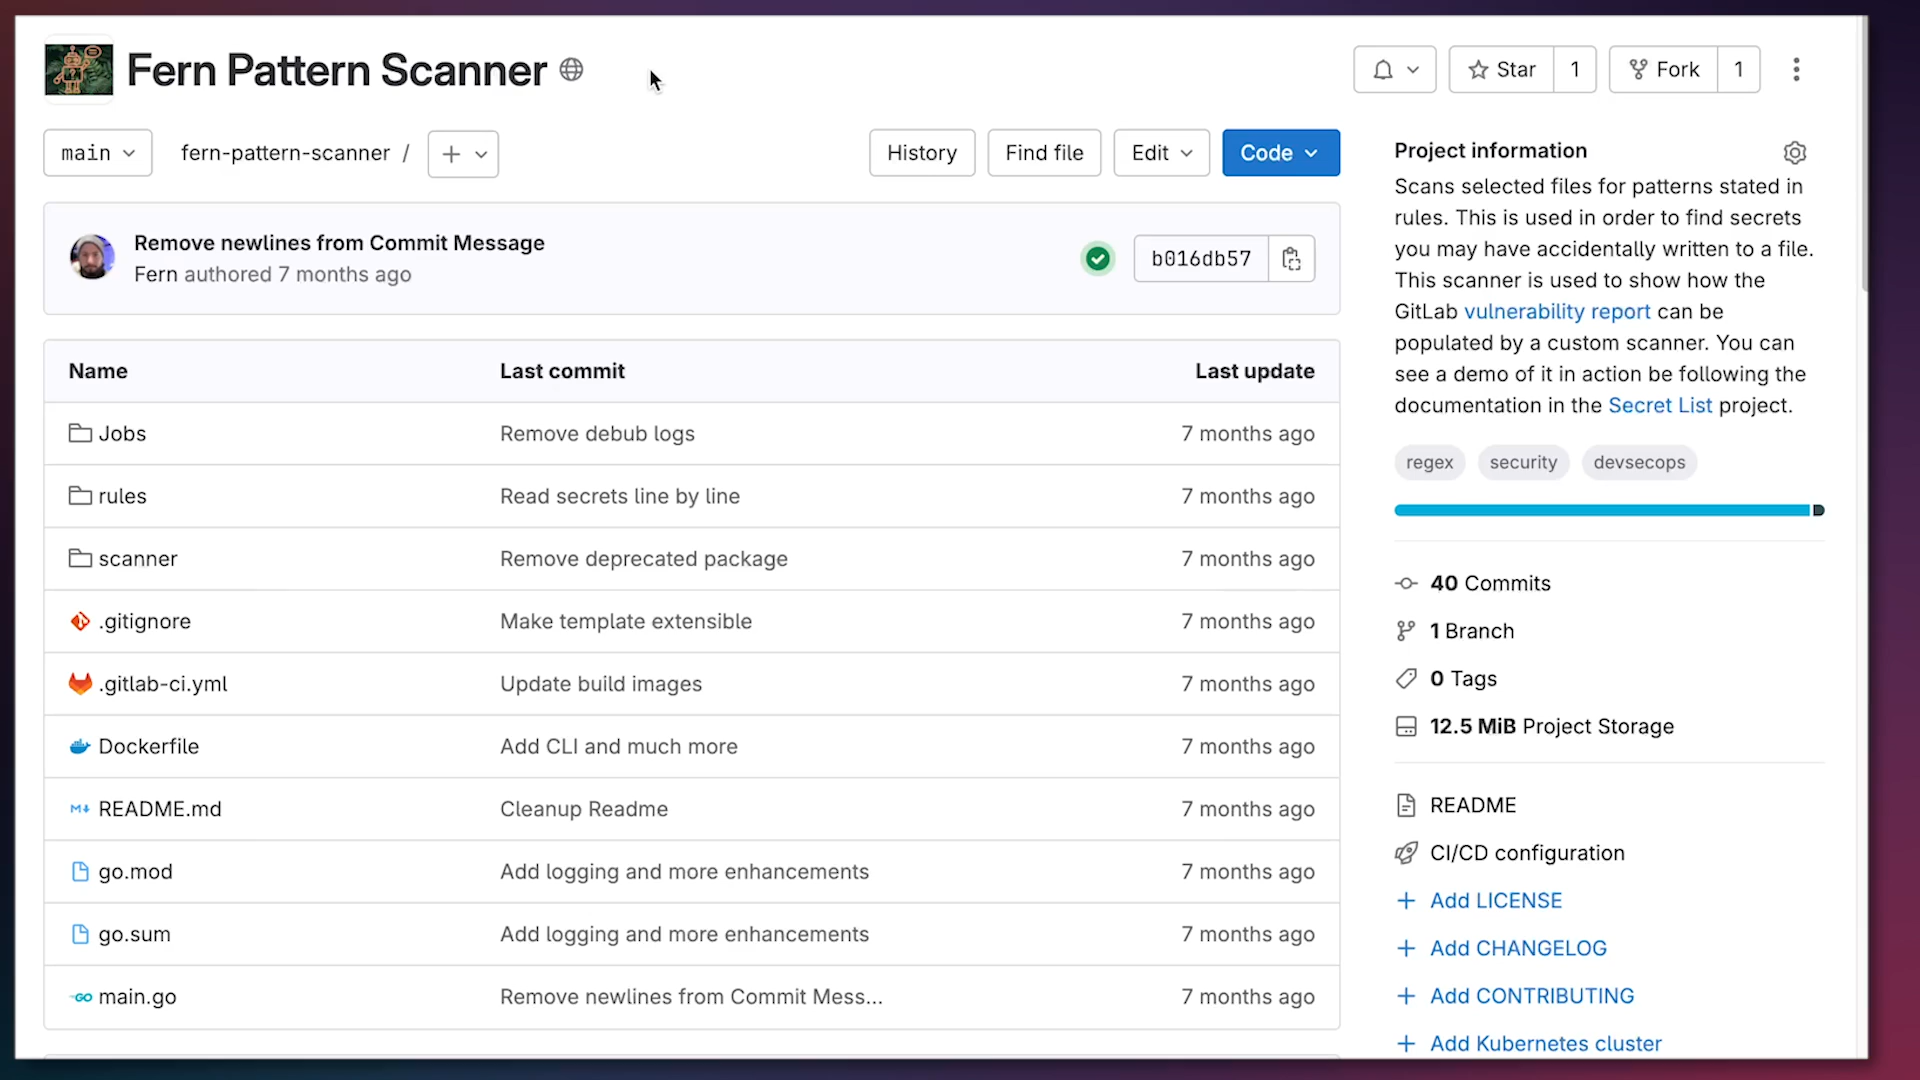 Fern Pattern Scanner
Star 1
Fork 1
main
fern-pattern-scanner /
History
Find file
Edit
Code
Remove newlines from Commit Message
Fern authored 7 months ago
b016db57
Name Last commit Last update
Jobs Remove debub logs 7 months ago
rules Read secrets line by line 7 months ago
scanner Remove deprecated package 7 months ago
.gitignore Make template extensible 7 months ago
.gitlab-ci.yml Update build images 7 months ago
Dockerfile Add CLI and much more 7 months ago
README.md Cleanup Readme 7 months ago
go.mod Add logging and more enhancements 7 months ago
go.sum Add logging and more enhancements 7 months ago
main.go Remove newlines from Commit Mess... 7 months ago
Project information
Scans selected files for patterns stated in
rules. This is used in order to find secrets
you may have accidentally written to a file.
This scanner is used to show how the
GitLab vulnerability report can be
populated by a custom scanner. You can
see a demo of it in action be following the
documentation in the Secret List project.
regex security devsecops
40 Commits
1 Branch
0 Tags
12.5 MiB Project Storage
README
CI/CD configuration
Add LICENSE
Add CHANGELOG
Add CONTRIBUTING
Add Kubernetes cluster